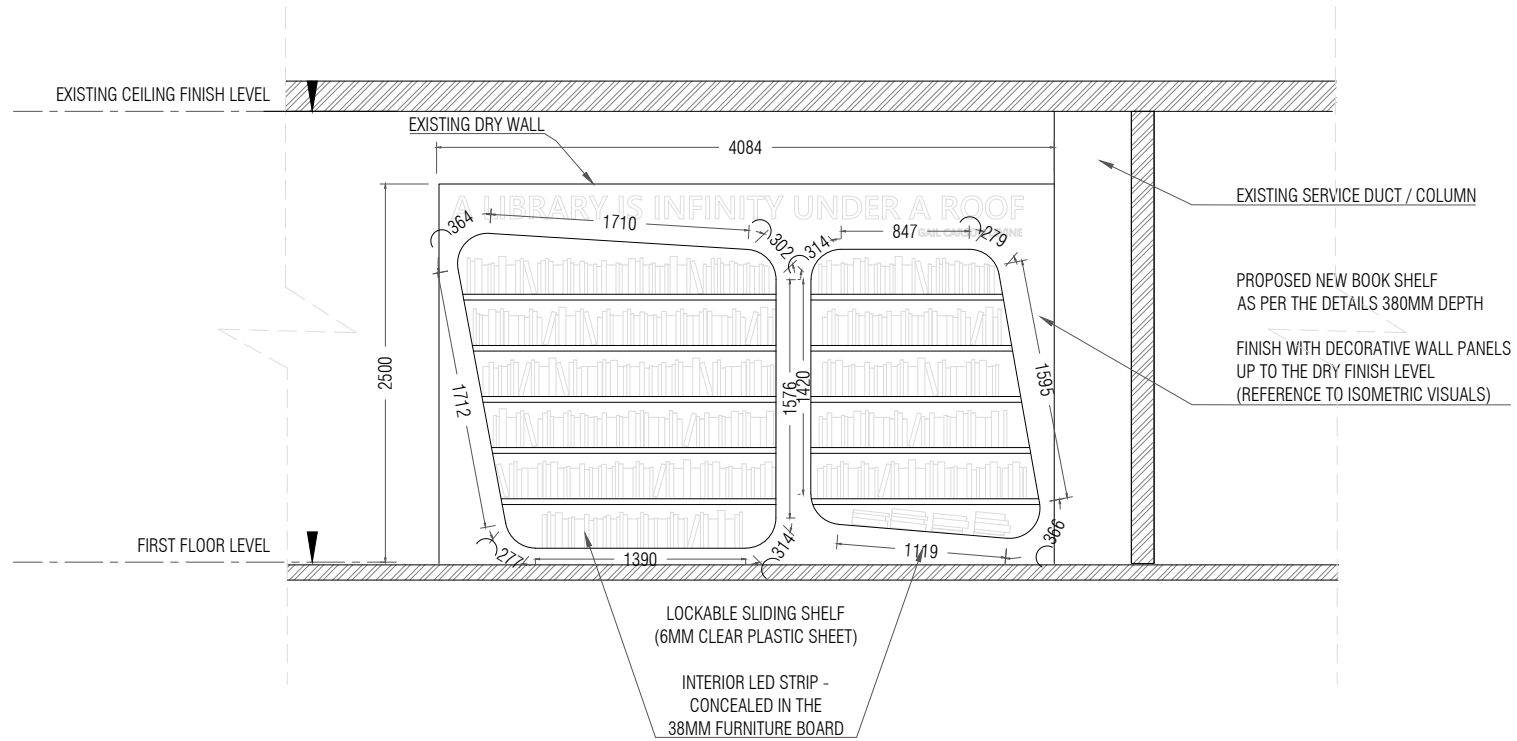 EXISTING CEILING FINISH LEVEL
EXISTING DRY WALL
4084
EXISTING SERVICE DUCT / COLUMN
A LIBRARY IS INFINITY UNDER A ROOF
GAIL CARSON LEVINE
364
1710
302
314
847
279
PROPOSED NEW BOOK SHELF
AS PER THE DETAILS 380MM DEPTH
FINISH WITH DECORATIVE WALL PANELS
UP TO THE DRY FINISH LEVEL
(REFERENCE TO ISOMETRIC VISUALS)
2500
1712
1576
1420
1595
FIRST FLOOR LEVEL
277
1390
314
1119
366
LOCKABLE SLIDING SHELF
(6MM CLEAR PLASTIC SHEET)
INTERIOR LED STRIP -
CONCEALED IN THE
38MM FURNITURE BOARD